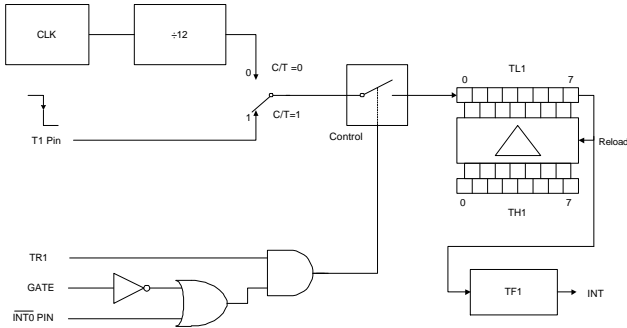 CLK
÷12
TL1
C/T =0
0
0 7
1
C/T=1
T1 Pin
Control
Reload
0 7
TH1
TR1
GATE
INT0 PIN
TF1
INT